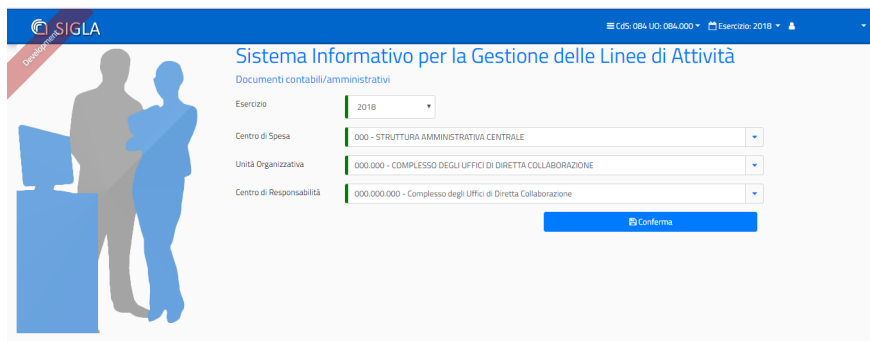 SIGLA
CdS: 084 UO: 084.000
Esercizio: 2018
Development
Sistema Informativo per la Gestione delle Linee di Attività
Documenti contabili/amministrativi
Esercizio 2018
Centro di Spesa 000 - STRUTTURA AMMINISTRATIVA CENTRALE
Unità Organizzativa 000.000 - COMPLESSO DEGLI UFFICI DI DIRETTA COLLABORAZIONE
Centro di Responsabilità 000.000.000 - Complesso degli Uffici di Diretta Collaborazione
Conferma